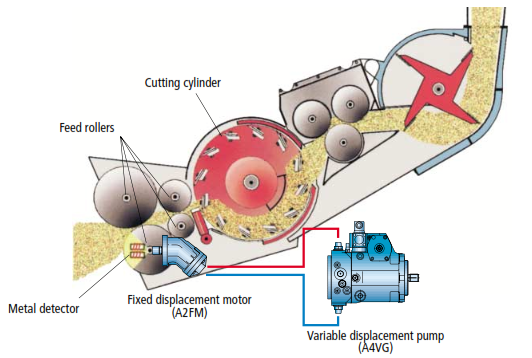 Cutting cylinder
Feed rollers
Metal detector
Fixed displacement motor
(A2FM)
Variable displacement pump
(A4VG)